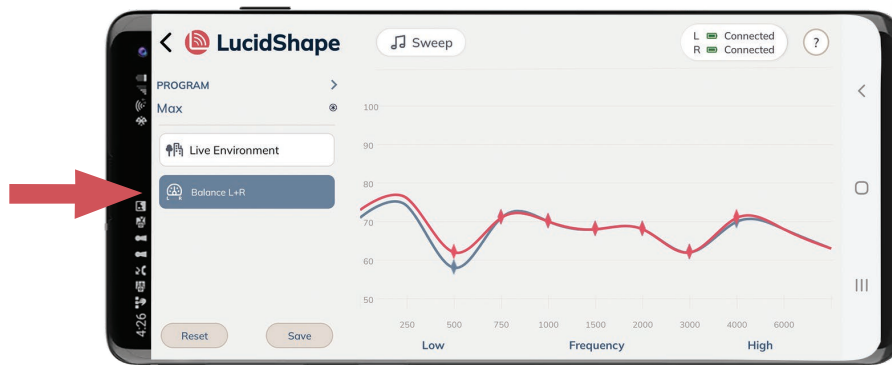 LucidShape
Sweep
L Connected
R Connected
?
PROGRAM
Max
Live Environment
L R
Balance L+R
Reset
Save
100
90
80
70
60
50
250 500 750 1000 1500 2000 3000 4000 6000
Low Frequency High
4:26